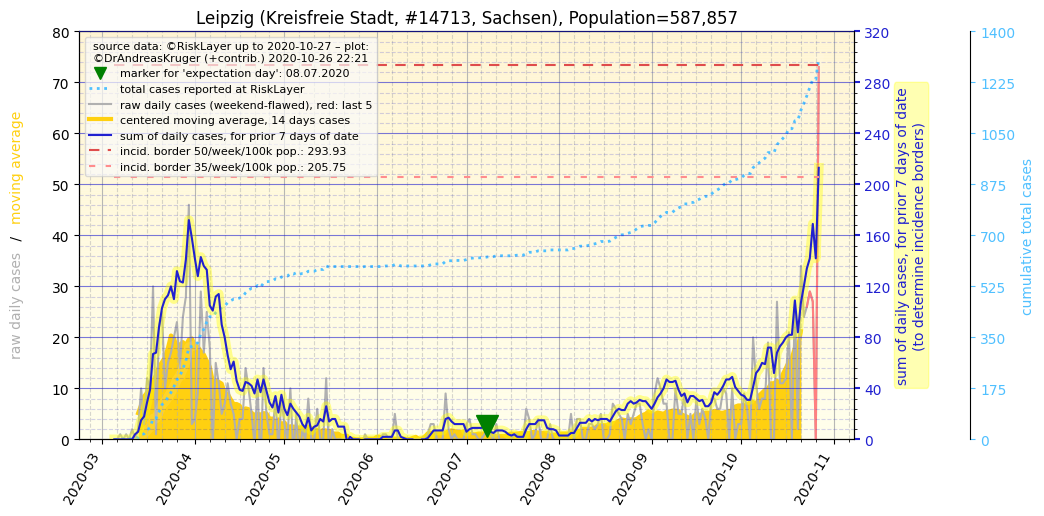 Leipzig (Kreisfreie Stadt, #14713, Sachsen), Population=587,857
source data: ©RiskLayer up to 2020-10-27 – plot:
©DrAndreasKruger (+contrib.) 2020-10-26 22:21
marker for 'expectation day': 08.07.2020
total cases reported at RiskLayer
raw daily cases (weekend-flawed), red: last 5
centered moving average, 14 days cases
sum of daily cases, for prior 7 days of date
incid. border 50/week/100k pop.: 293.93
incid. border 35/week/100k pop.: 205.75
raw daily cases / moving average
80
70
60
50
40
30
20
10
0
320
280
240
200
160
120
80
40
0
sum of daily cases, for prior 7 days of date
(to determine incidence borders)
1400
1225
1050
875
700
525
350
175
0
cumulative total cases
2020-03
2020-04
2020-05
2020-06
2020-07
2020-08
2020-09
2020-10
2020-11